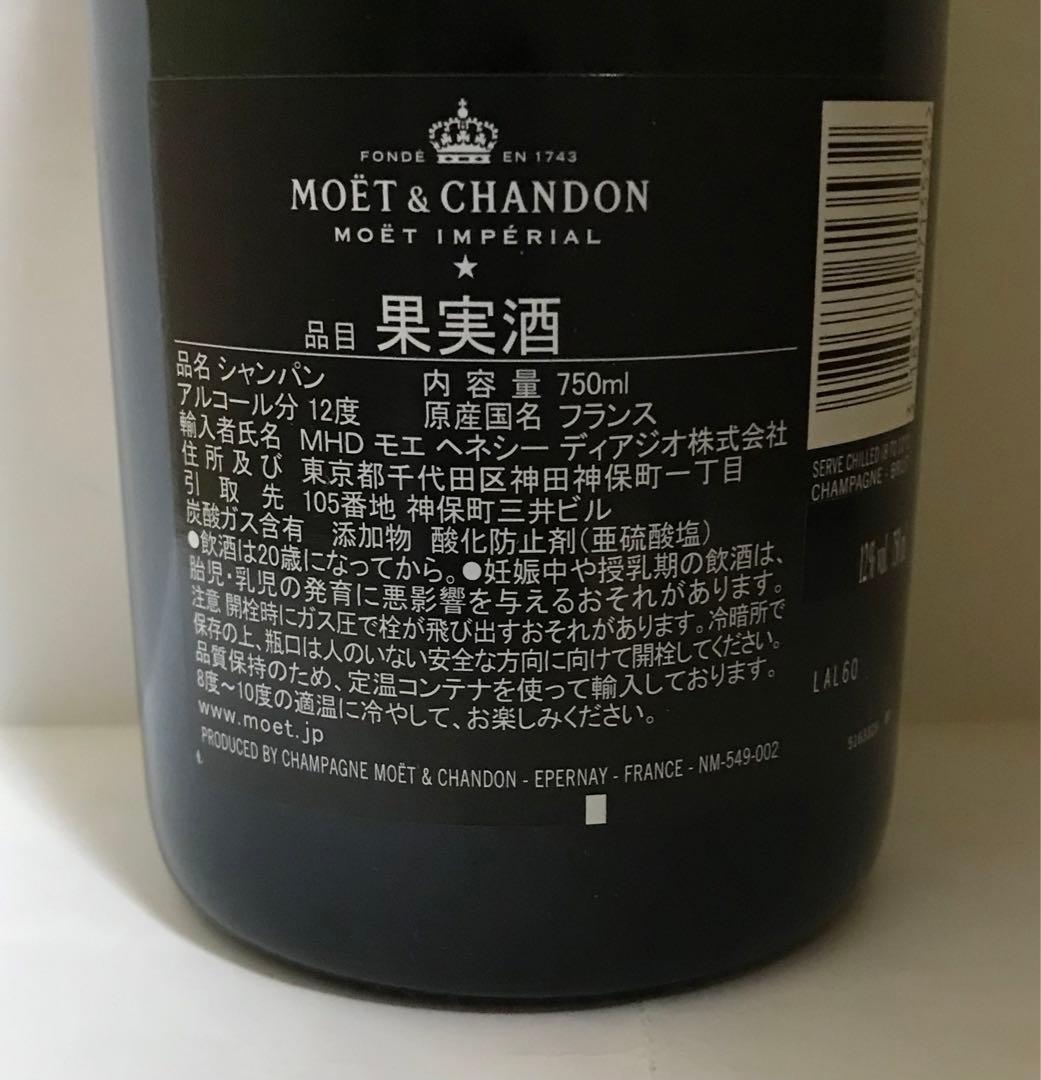 FONDÉ EN 1743
MOËT & CHANDON
MOËT IMPÉRIAL
品目 果実酒
品名 シャンパン 内容量 750ml
アルコール分 12度 原産国名 フランス
輸入者氏名 MHD モエ ヘネシー ディアジオ株式会社
住所及び 東京都千代田区神田神保町一丁目
引取先 105番地 神保町三井ビル
炭酸ガス含有 添加物 酸化防止剤(亜硫酸塩)
●飲酒は20歳になってから。●妊娠中や授乳期の飲酒は、
胎児・乳児の発育に悪影響を与えるおそれがあります。
注意 開栓時にガス圧で栓が飛び出すおそれがあります。冷暗所で
保存の上、瓶口は人のいない安全な方向に向けて開栓してください。
品質保持のため、定温コンテナを使って輸入しております。
8度~10度の適温に冷やして、お楽しみください。
www.moet.jp
PRODUCED BY CHAMPAGNE MOËT & CHANDON - EPERNAY - FRANCE - NM-549-002
SERVE CHILLED
CHAMPAGNE - BRUT
12% vol.
LAL60